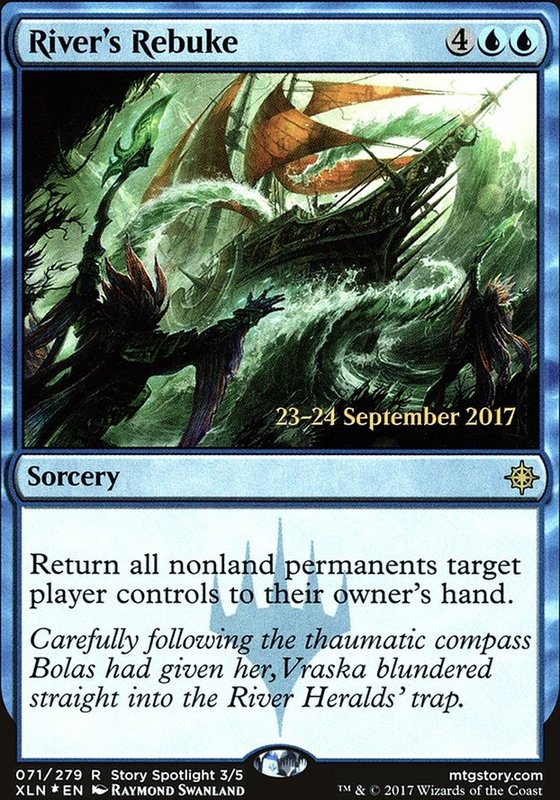 River's Rebuke 4
23–24 September 2017
Sorcery
Return all nonland permanents target
player controls to their owner's hand.
Carefully following the thaumatic compass
Bolas had given her, Vraska blundered
straight into the River Heralds' trap.
071/279 R Story Spotlight 3/5 mtgstory.com
XLN ★ EN RAYMOND SWANLAND ™ & © 2017 Wizards of the Coast